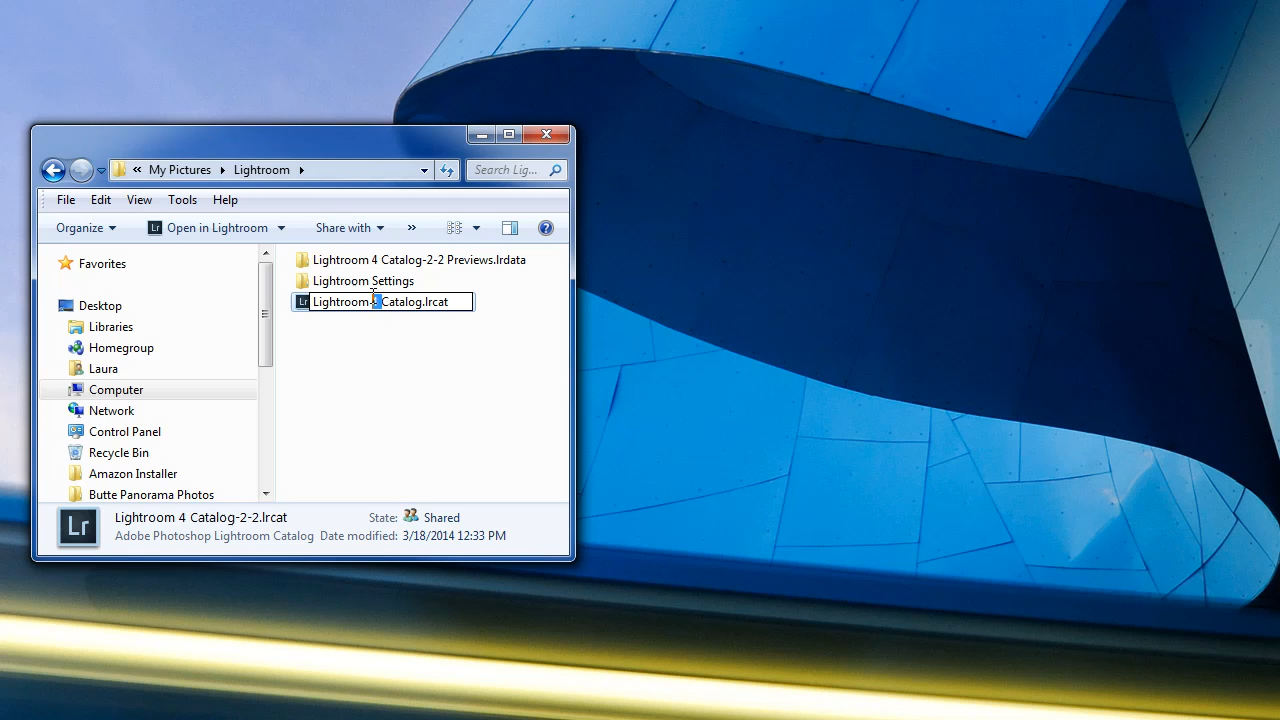 « My Pictures Lightroom Search Lig...
File Edit View Tools Help
Organize Lr Open in Lightroom Share with »
Favorites
Desktop
Libraries
Homegroup
Laura
Computer
Network
Control Panel
Recycle Bin
Amazon Installer
Butte Panorama Photos
Lightroom 4 Catalog-2-2 Previews.lrdata
Lightroom Settings
Lr Lightroom 4 Catalog.lrcat
Lr
Lightroom 4 Catalog-2-2.lrcat State: Shared
Adobe Photoshop Lightroom Catalog Date modified: 3/18/2014 12:33 PM